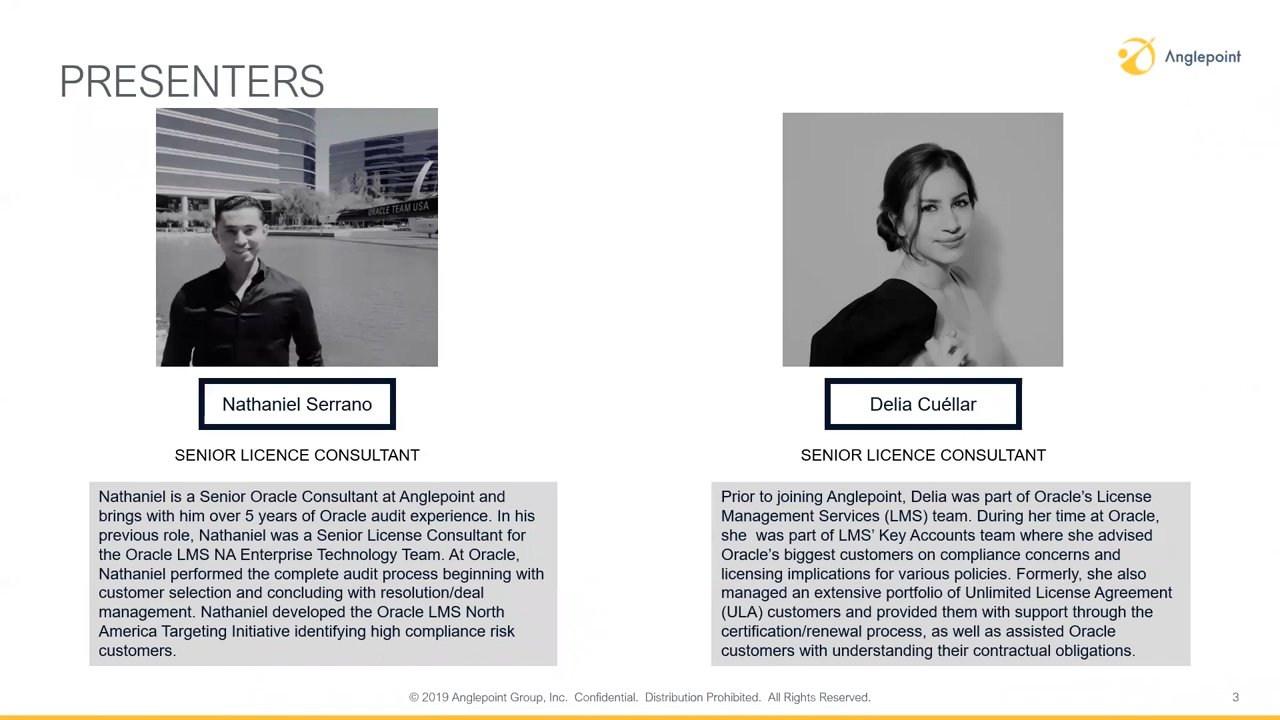 PRESENTERS
Anglepoint
ORACLE TEAM USA
Nathaniel Serrano
SENIOR LICENCE CONSULTANT
Nathaniel is a Senior Oracle Consultant at Anglepoint and
brings with him over 5 years of Oracle audit experience. In his
previous role, Nathaniel was a Senior License Consultant for
the Oracle LMS NA Enterprise Technology Team. At Oracle,
Nathaniel performed the complete audit process beginning with
customer selection and concluding with resolution/deal
management. Nathaniel developed the Oracle LMS North
America Targeting Initiative identifying high compliance risk
customers.
Delia Cuéllar
SENIOR LICENCE CONSULTANT
Prior to joining Anglepoint, Delia was part of Oracle’s License
Management Services (LMS) team. During her time at Oracle,
she  was part of LMS’ Key Accounts team where she advised
Oracle’s biggest customers on compliance concerns and
licensing implications for various policies. Formerly, she also
managed an extensive portfolio of Unlimited License Agreement
(ULA) customers and provided them with support through the
certification/renewal process, as well as assisted Oracle
customers with understanding their contractual obligations.
© 2019 Anglepoint Group, Inc.  Confidential.  Distribution Prohibited.  All Rights Reserved.
3